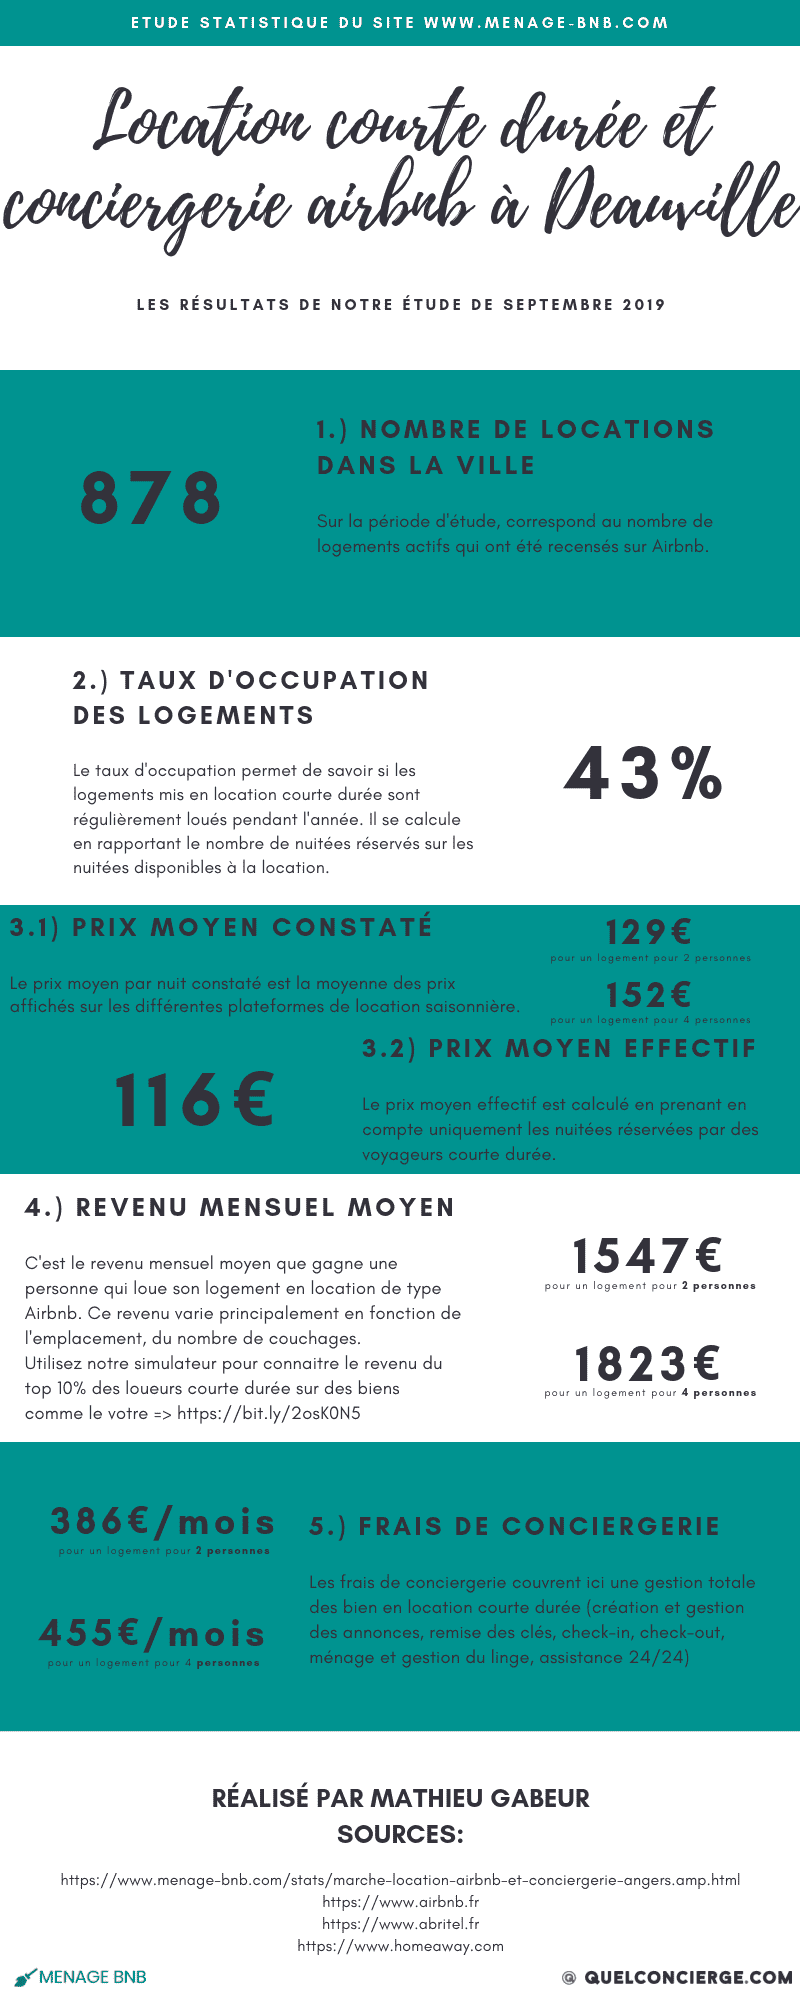 ETUDE STATISTIQUE DU SITE WWW.MENAGE-BNB.COM
Location courte durée et
conciergerie airbnb à Deauville
LES RÉSULTATS DE NOTRE ÉTUDE DE SEPTEMBRE 2019
878
1.) NOMBRE DE LOCATIONS
DANS LA VILLE
Sur la période d'étude, correspond au nombre de
logements actifs qui ont été recensés sur Airbnb.
2.) TAUX D'OCCUPATION
DES LOGEMENTS
Le taux d'occupation permet de savoir si les
logements mis en location courte durée sont
régulièrement loués pendant l'année. Il se calcule
en rapportant le nombre de nuitées réservés sur les
nuitées disponibles à la location.
43%
3.1) PRIX MOYEN CONSTATÉ
Le prix moyen par nuit constaté est la moyenne des prix
affichés sur les différentes plateformes de location saisonnière.
129€
pour un logement pour 2 personnes
152€
pour un logement pour 4 personnes
116€
3.2) PRIX MOYEN EFFECTIF
Le prix moyen effectif est calculé en prenant en
compte uniquement les nuitées réservées par des
voyageurs courte durée.
4.) REVENU MENSUEL MOYEN
C'est le revenu mensuel moyen que gagne une
personne qui loue son logement en location de type
Airbnb. Ce revenu varie principalement en fonction de
l'emplacement, du nombre de couchages.
Utilisez notre simulateur pour connaitre le revenu du
top 10% des loueurs courte durée sur des biens
comme le votre => https://bit.ly/2osK0N5
1547€
pour un logement pour 2 personnes
1823€
pour un logement pour 4 personnes
386€/mois
pour un logement pour 2 personnes
455€/mois
pour un logement pour 4 personnes
5.) FRAIS DE CONCIERGERIE
Les frais de conciergerie couvrent ici une gestion totale
des bien en location courte durée (création et gestion
des annonces, remise des clés, check-in, check-out,
ménage et gestion du linge, assistance 24/24)
RÉALISÉ PAR MATHIEU GABEUR
SOURCES:
https://www.menage-bnb.com/stats/marche-location-airbnb-et-conciergerie-angers.amp.html
https://www.airbnb.fr
https://www.abritel.fr
https://www.homeaway.com
MENAGE BNB
@ QUELCONCIERGE.COM